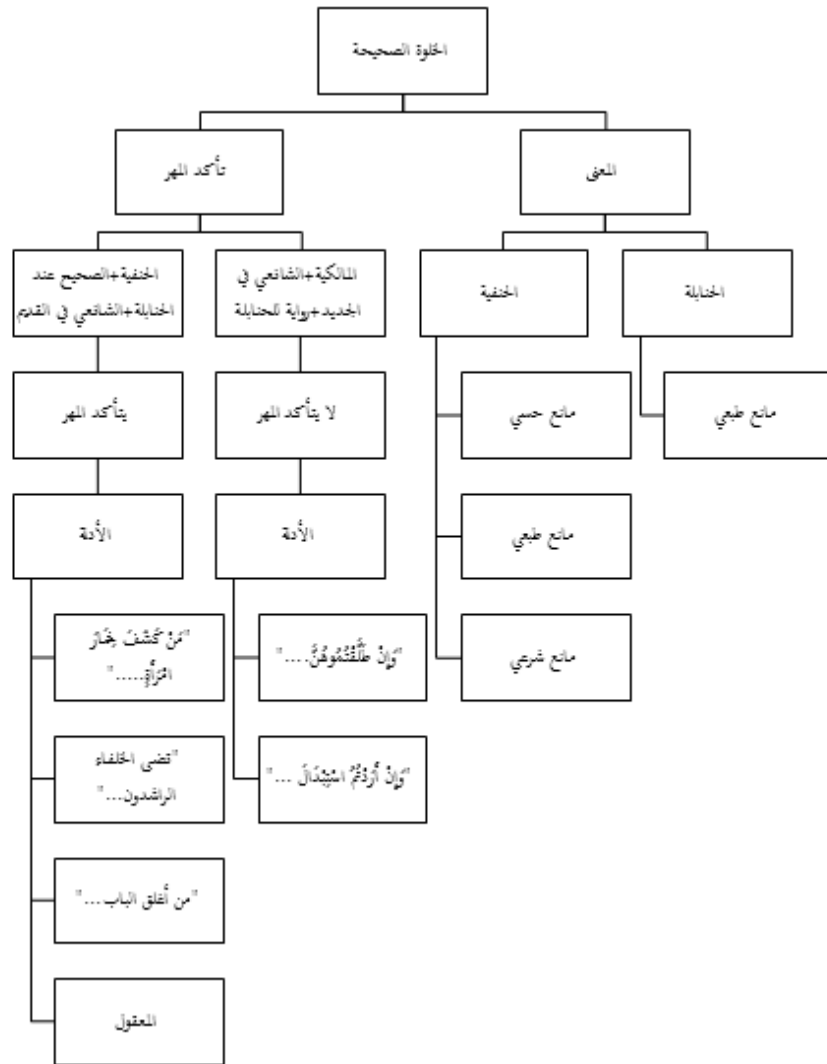 الخلوة الصحيحة
المعنى
تأكد المهر
الحنابلة
الحنفية
المالكية+الشافعي في
الجديد+رواية للحنابلة
الحنفية+الصحيح عند
الحنابلة+الشافعي في القديم
مانع طبعي
مانع حسي
لا يتأكد المهر
يتأكد المهر
مانع طبعي
الأدلة
الأدلة
مانع شرعي
"وَإِنْ طَلَّقْتُمُوهُنَّ...."
"مَنْ كَشَفَ خِمَارَ
امْرَأَةٍ....."
"وَإِنْ أَرَدْتُمُ اسْتِبْدَالَ ..."
"قضى الخلفاء
الراشدون..."
"من أغلق الباب..."
المعقول